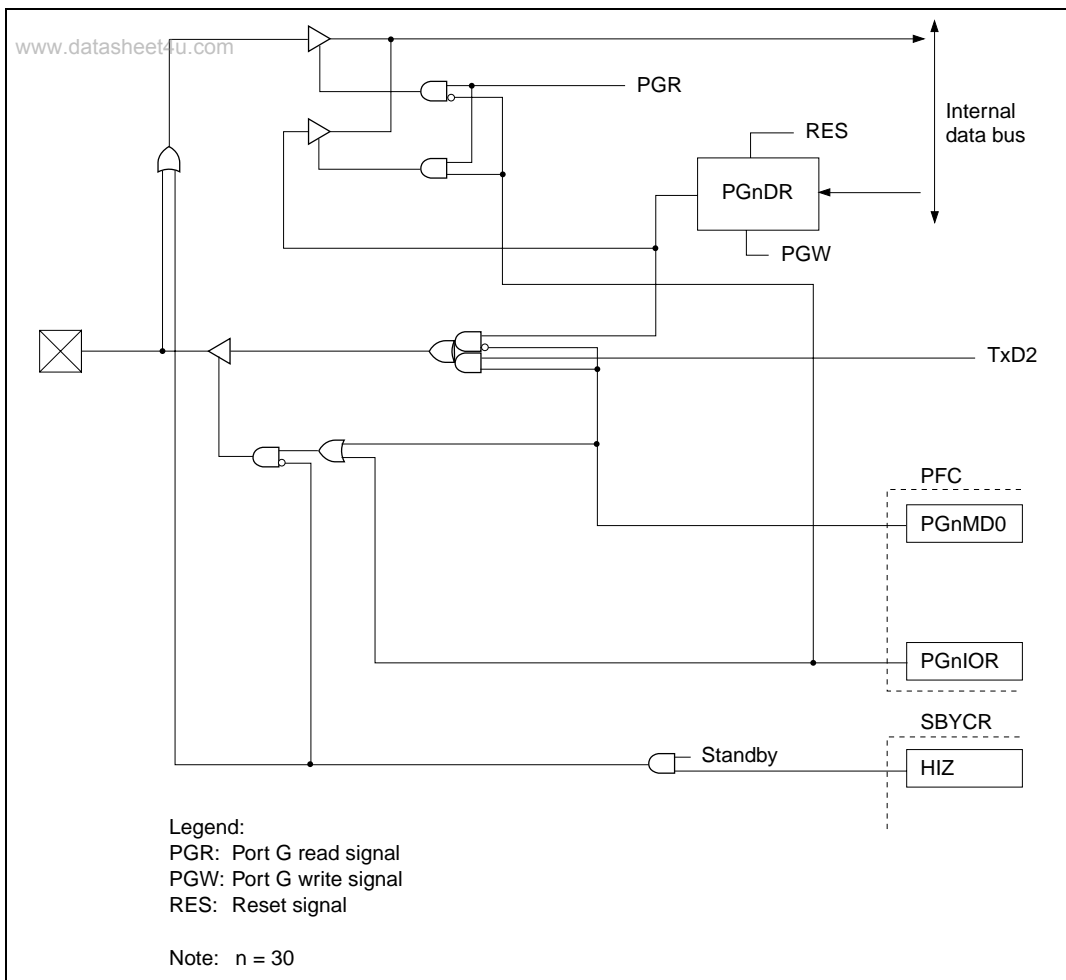 www.datasheet4u.com
PGR
Internal
data bus
RES
PGnDR
PGW
TxD2
PFC
PGnMD0
PGnIOR
SBYCR
Standby
HIZ
Legend:
PGR: Port G read signal
PGW: Port G write signal
RES: Reset signal
Note: n = 30